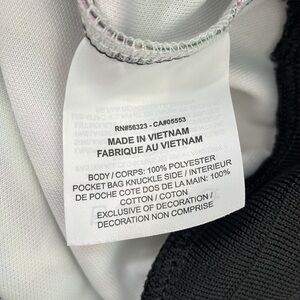 RN#56323 - CA#05553
MADE IN VIETNAM
FABRIQUE AU VIETNAM
BODY / CORPS: 100% POLYESTER
POCKET BAG KNUCKLE SIDE / INTERIEUR
DE POCHE COTE DOS DE LA MAIN: 100%
COTTON / COTON
EXCLUSIVE OF DECORATION /
DECORATION NON COMPRISE